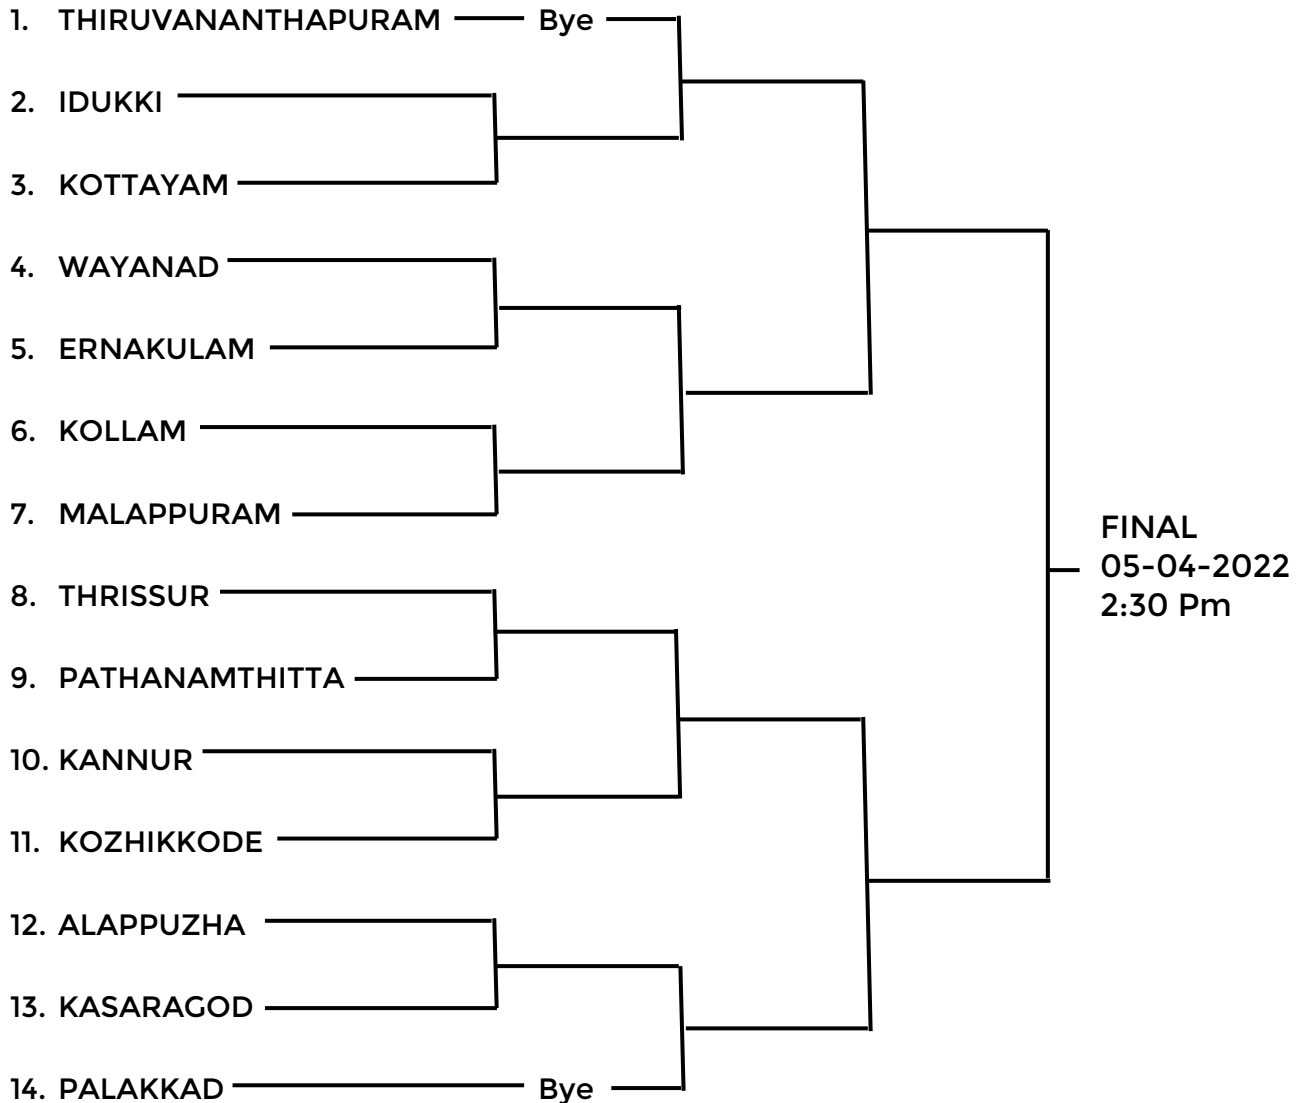 1. THIRUVANANTHAPURAM Bye
2. IDUKKI
3. KOTTAYAM
4. WAYANAD
5. ERNAKULAM
6. KOLLAM
7. MALAPPURAM
8. THRISSUR
9. PATHANAMTHITTA
10. KANNUR
11. KOZHIKKODE
12. ALAPPUZHA
13. KASARAGOD
14. PALAKKAD Bye
FINAL
05-04-2022
2:30 Pm